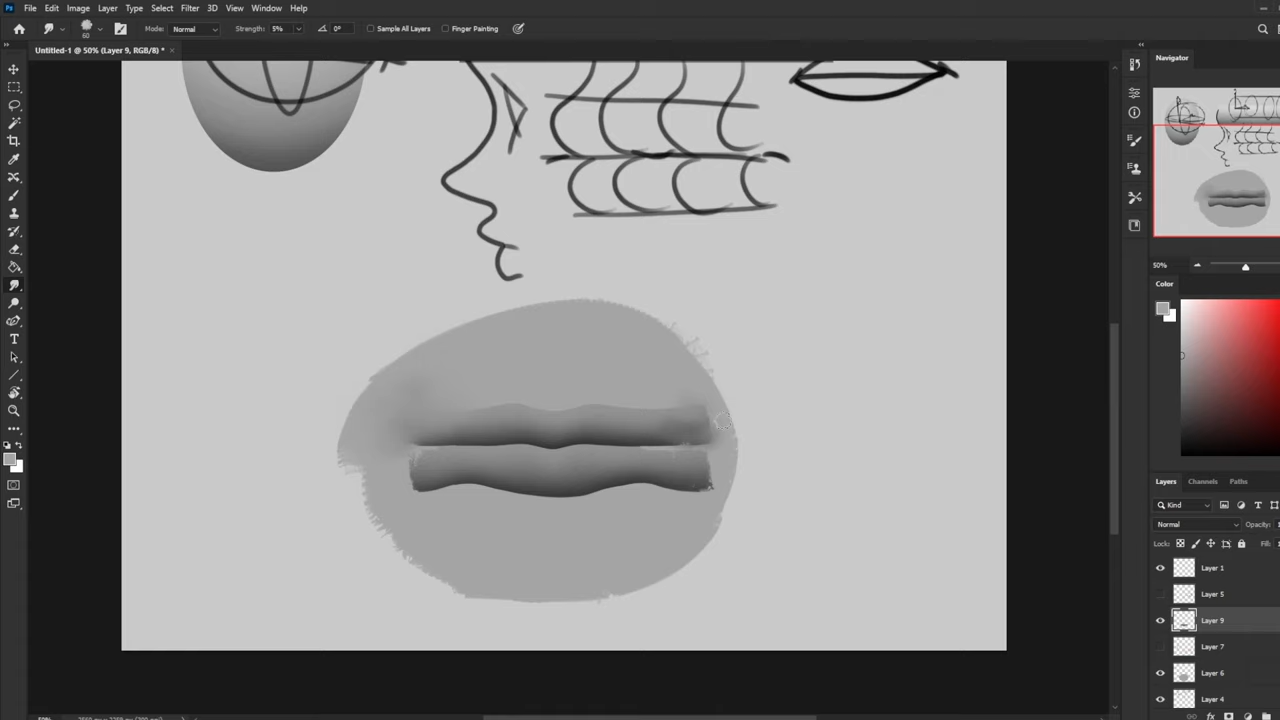 File Edit Image Layer Type Select Filter 3D View Window Help
60 Mode: Normal Strength: 5% 0° Sample All Layers Finger Painting
Untitled-1 @ 50% (Layer 9, RGB/8) *
Navigator
50%
Color
Layers Channels Paths
Kind
Normal Opacity:
Lock: Fill:
Layer 1
Layer 5
Layer 9
Layer 7
Layer 6
Layer 4